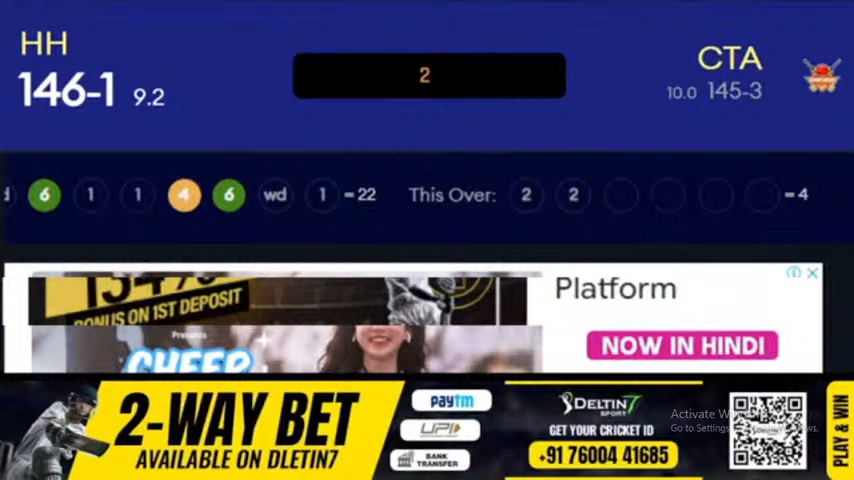 HH
146-1 9.2
2
CTA
10.0 145-3
6 1 1 4 6 wd 1 = 22 This Over: 2 2 = 4
BONUS ON 1ST DEPOSIT
Platform
Presents
CHEER
NOW IN HINDI
2-WAY BET
AVAILABLE ON DLETIN7
paytm
UPI
BANK
TRANSFER
DELTIN7
SPORT
GET YOUR CRICKET ID
+91 76004 41685
PLAY & WIN